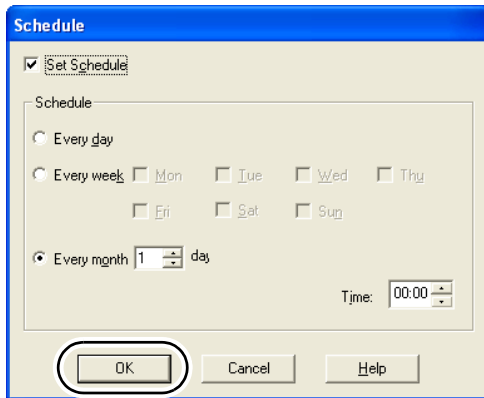 Schedule
Set Schedule
Schedule
Every day
Every week Mon Tue Wed Thu
Fri Sat Sun
Every month 1 day
Time: 00:00
OK Cancel Help